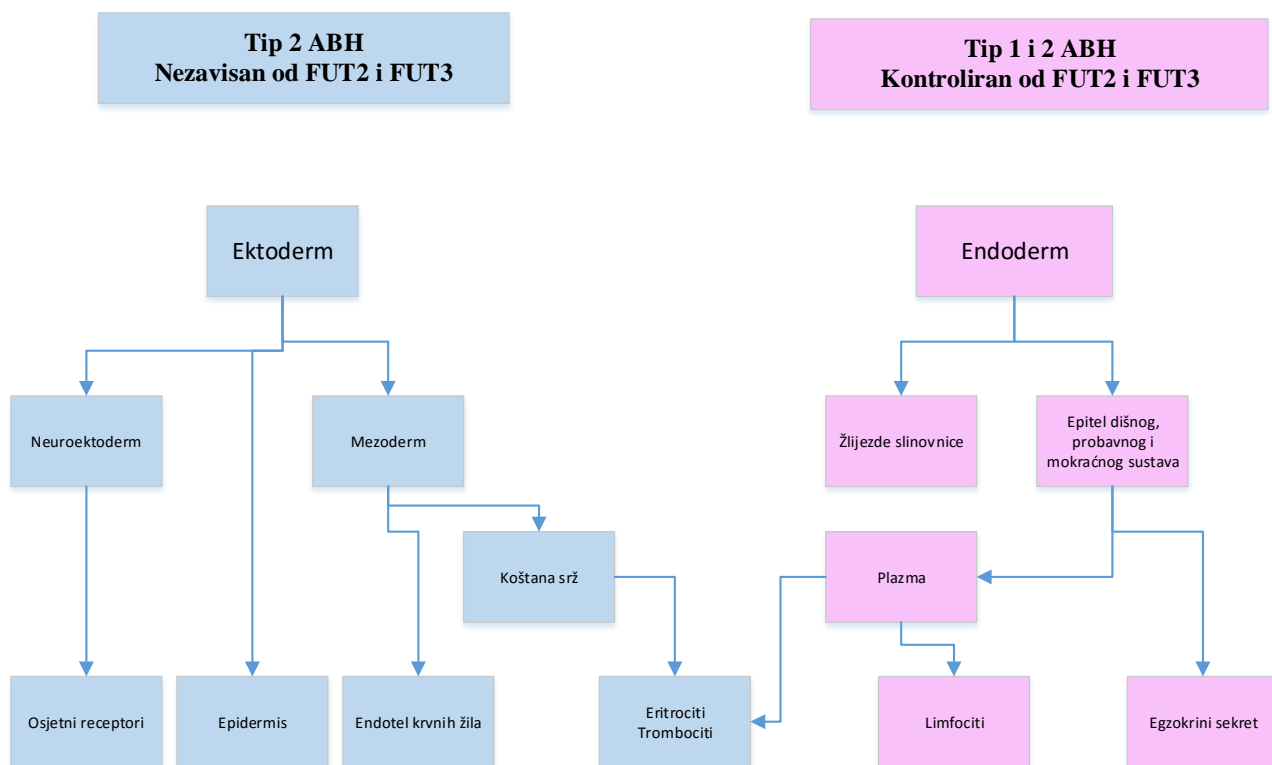 Tip 2 ABH
Nezavisan od FUT2 i FUT3
Tip 1 i 2 ABH
Kontroliran od FUT2 i FUT3
Ektoderm
Endoderm
Neuroektoderm
Mezoderm
Žlijezde slinovnice
Epitel dišnog,
probavnog i
mokraćnog sustava
Koštana srž
Plazma
Osjetni receptori
Epidermis
Endotel krvnih žila
Eritrociti
Trombociti
Limfociti
Egzokrini sekret